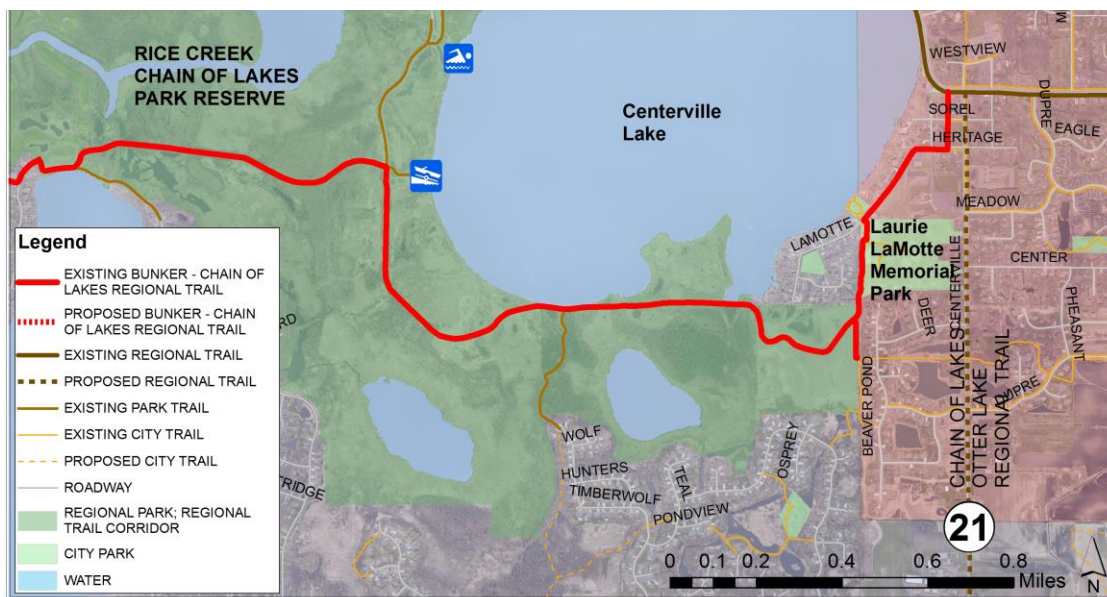 RICE CREEK
CHAIN OF LAKES
PARK RESERVE
Centerville
Lake
WESTVIEW
DUPRE
SOREL
EAGLE
HERITAGE
MEADOW
LAMOTTE
Laurie
LaMotte
Memorial
Park
CENTER
CENTERVILLE
DEER
PHEASANT
BEAVER POND
CHAIN OF LAKES
OTTER LAKE
REGIONAL TRAIL
DUPRE
WOLF
HUNTERS
TIMBERWOLF
TEAL
OSPREY
PONDVIEW
21
Legend
EXISTING BUNKER - CHAIN OF
LAKES REGIONAL TRAIL
PROPOSED BUNKER - CHAIN
OF LAKES REGIONAL TRAIL
EXISTING REGIONAL TRAIL
PROPOSED REGIONAL TRAIL
EXISTING PARK TRAIL
EXISTING CITY TRAIL
PROPOSED CITY TRAIL
ROADWAY
REGIONAL PARK; REGIONAL
TRAIL CORRIDOR
CITY PARK
WATER
0 0.1 0.2 0.4 0.6 0.8
Miles
N